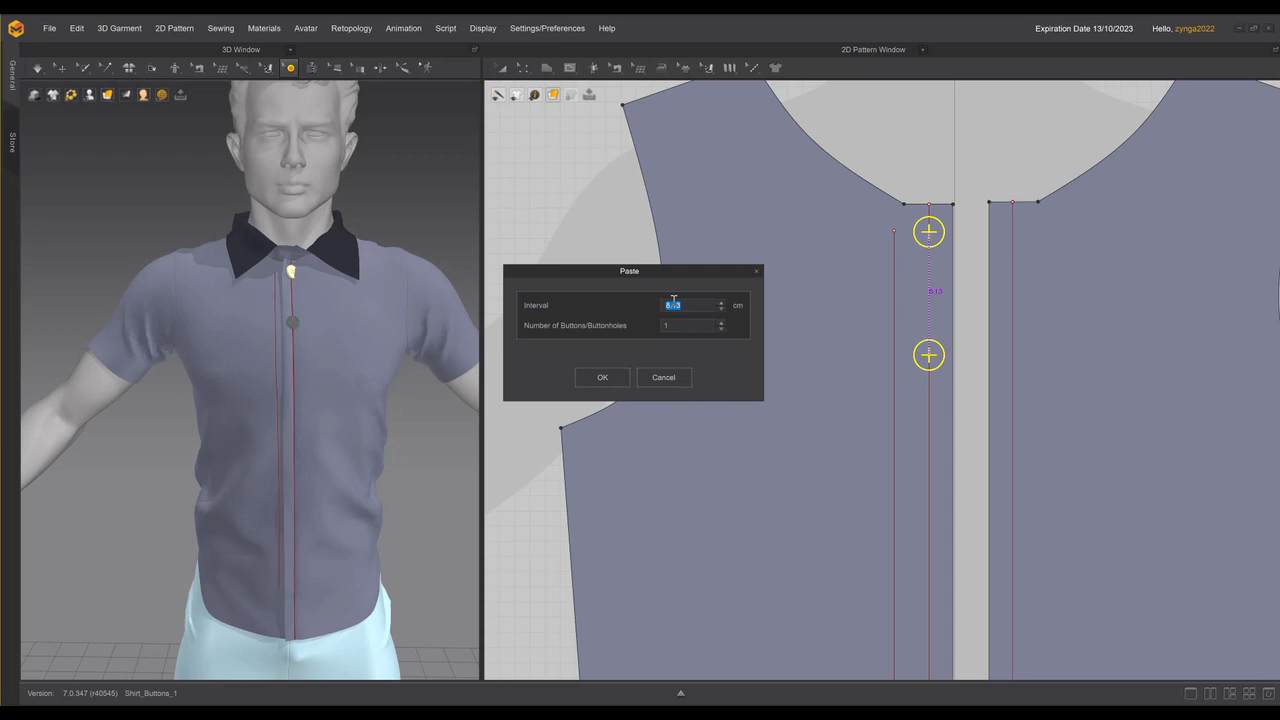 File Edit 3D Garment 2D Pattern Sewing Materials Avatar Retopology Animation Script Display Settings/Preferences Help Expiration Date 13/10/2023 Hello, zynga2022
3D Window 2D Pattern Window
General
Store
Paste
Interval cm
Number of Buttons/Buttonholes 1
OK Cancel
Version: 7.0.347 (r40545) Shirt_Buttons_1